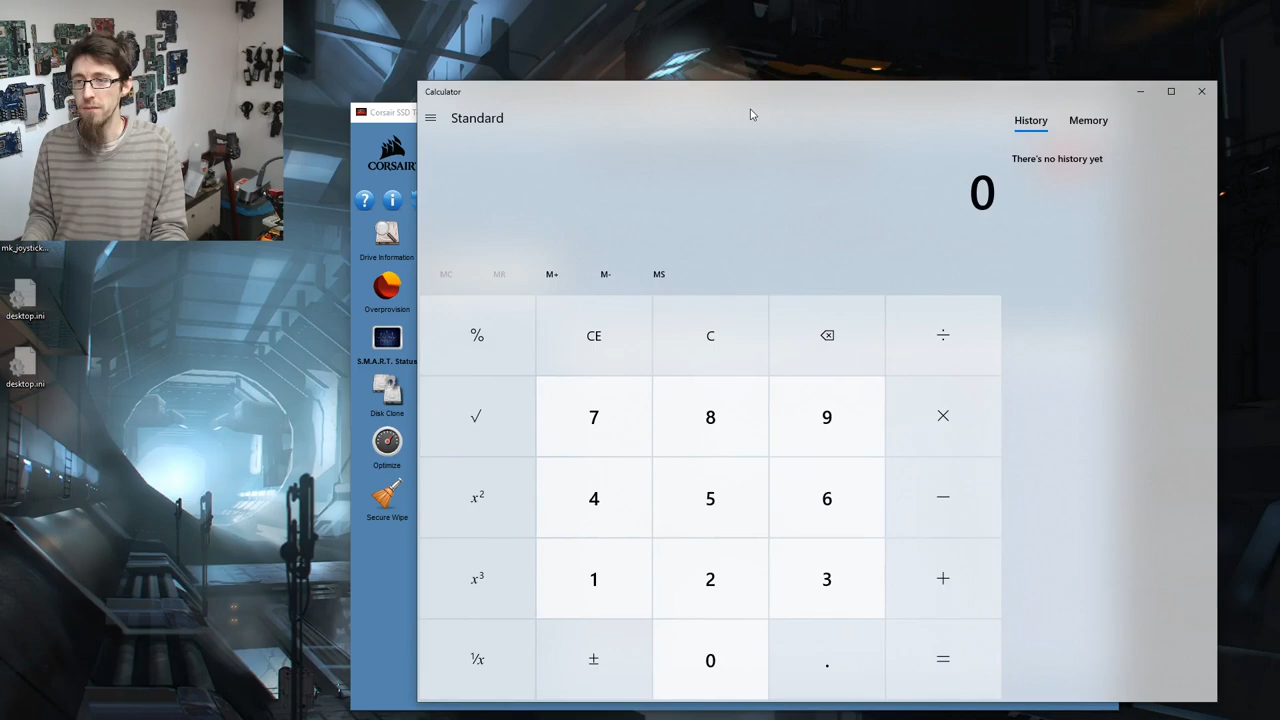 mk_joystick...
desktop.ini
desktop.ini
Corsair SSD T
CORSAIR
?
i
Drive Information
Overprovision
S.M.A.R.T. Status
Disk Clone
Optimize
Secure Wipe
Calculator
Standard
History Memory
There's no history yet
0
MC MR M+ M- MS
% CE C ⌫ ÷
√ 7 8 9 ×
x² 4 5 6 −
x³ 1 2 3 +
¹/x ± 0 . =